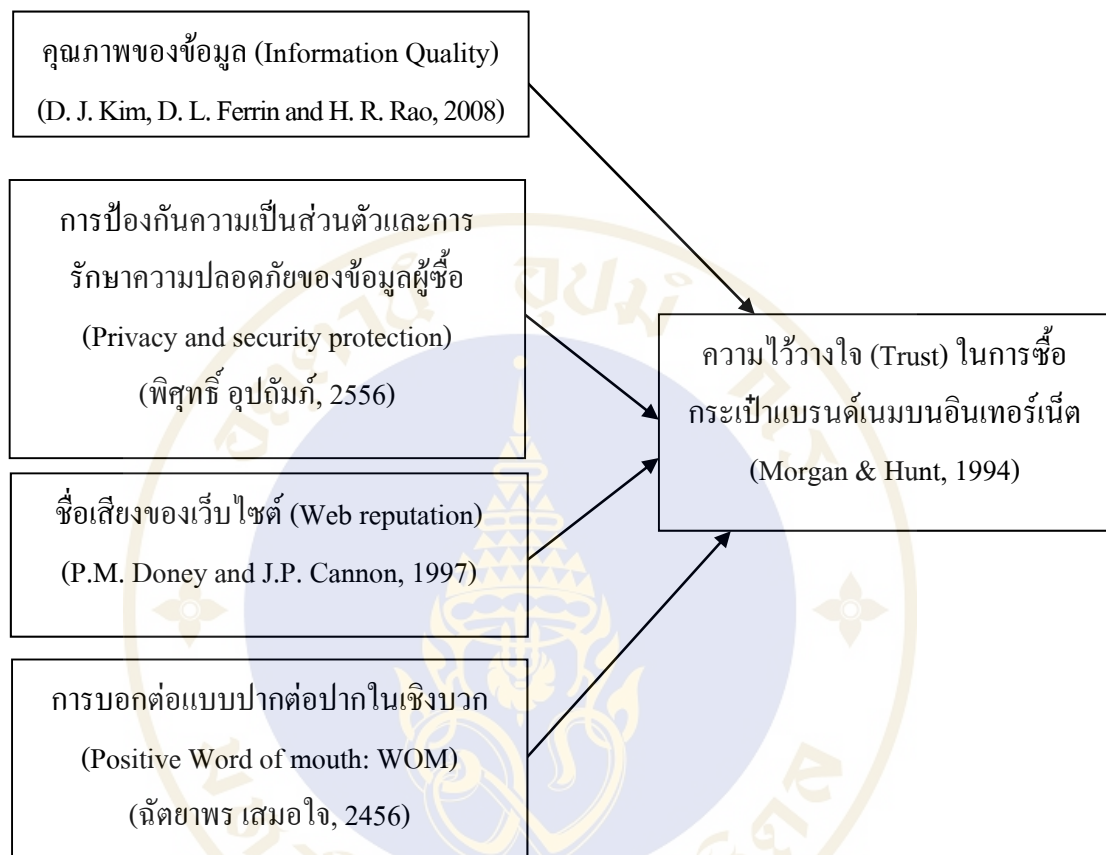 คุณภาพของข้อมูล (Information Quality)
(D. J. Kim, D. L. Ferrin and H. R. Rao, 2008)
การป้องกันความเป็นส่วนตัวและการ
รักษาความปลอดภัยของข้อมูลผู้ซื้อ
(Privacy and security protection)
(พิศุทธิ์ อุปถัมภ์, 2556)
ชื่อเสียงของเว็บไซต์ (Web reputation)
(P.M. Doney and J.P. Cannon, 1997)
การบอกต่อแบบปากต่อปากในเชิงบวก
(Positive Word of mouth: WOM)
(ฉัตยาพร เสมอใจ, 2456)
ความไว้วางใจ (Trust) ในการซื้อ
กระเป๋าแบรนด์เนมบนอินเทอร์เน็ต
(Morgan & Hunt, 1994)